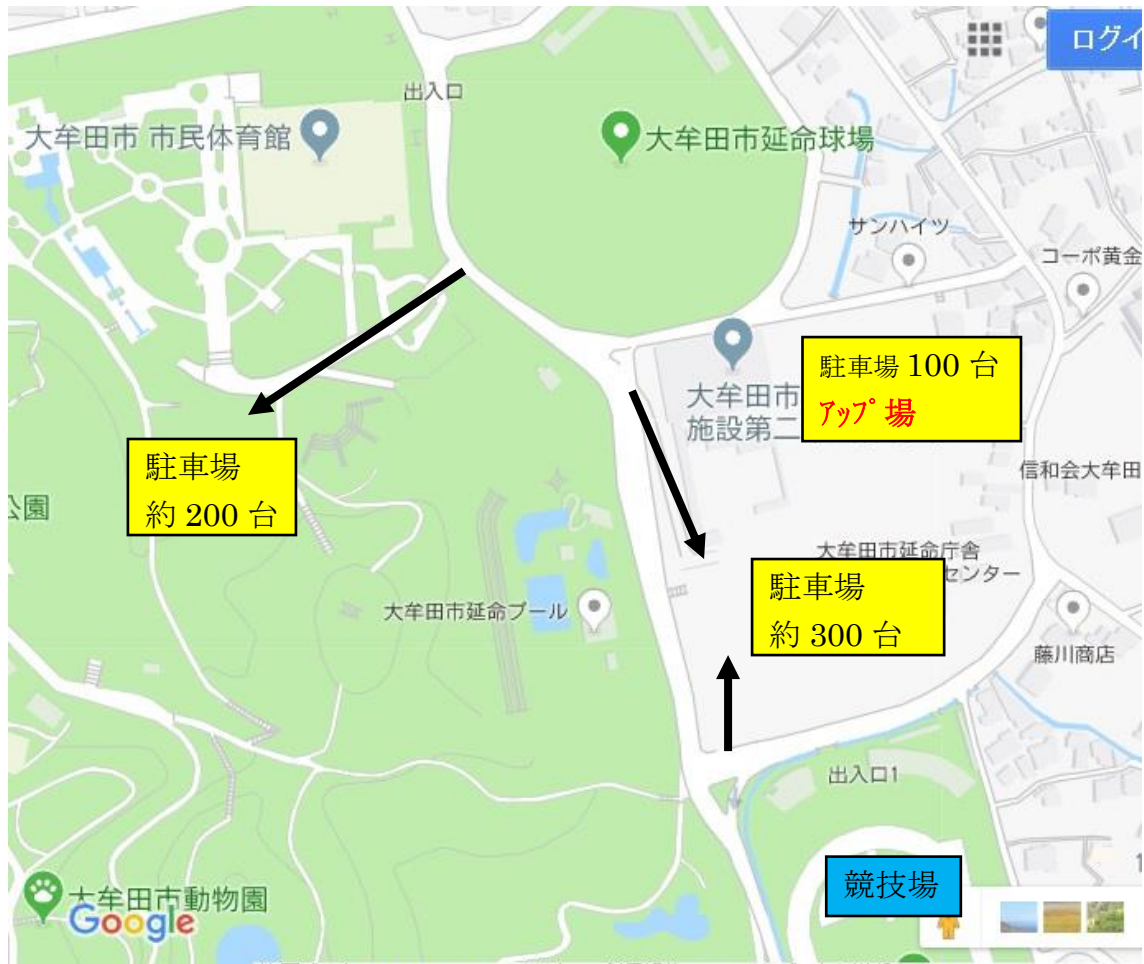 ログイ
出入口
大牟田市 市民体育館
大牟田市延命球場
サンハイツ
コーポ黄金
駐車場 100 台
アップ場
大牟田市
施設第二
駐車場
約 200 台
公園
信和会大牟田
大牟田市延命庁舎
センター
駐車場
約 300 台
大牟田市延命プール
藤川商店
出入口1
競技場
大牟田市動物園
Google